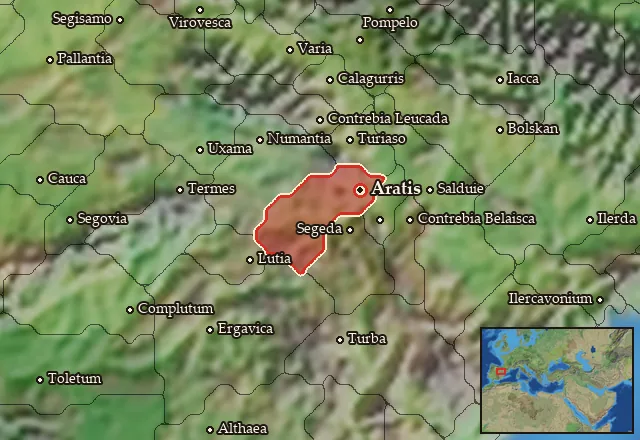 Segisamo
Virovesca
Pompelo
Varia
Pallantia
Calagurris
Iacca
Contrebia Leucada
Bolskan
Numantia
Turiaso
Uxama
Cauca
Termes
Aratis
Salduie
Segovia
Segeda
Contrebia Belaisca
Ilerda
Lutia
Complutum
Ilercavonium
Ergavica
Turba
Toletum
Althaea